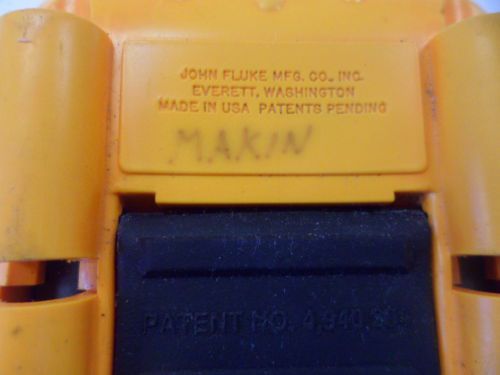 JOHN FLUKE MFG. CO., INC.
EVERETT, WASHINGTON
MADE IN USA PATENTS PENDING
MAKIN
PATENT NO.